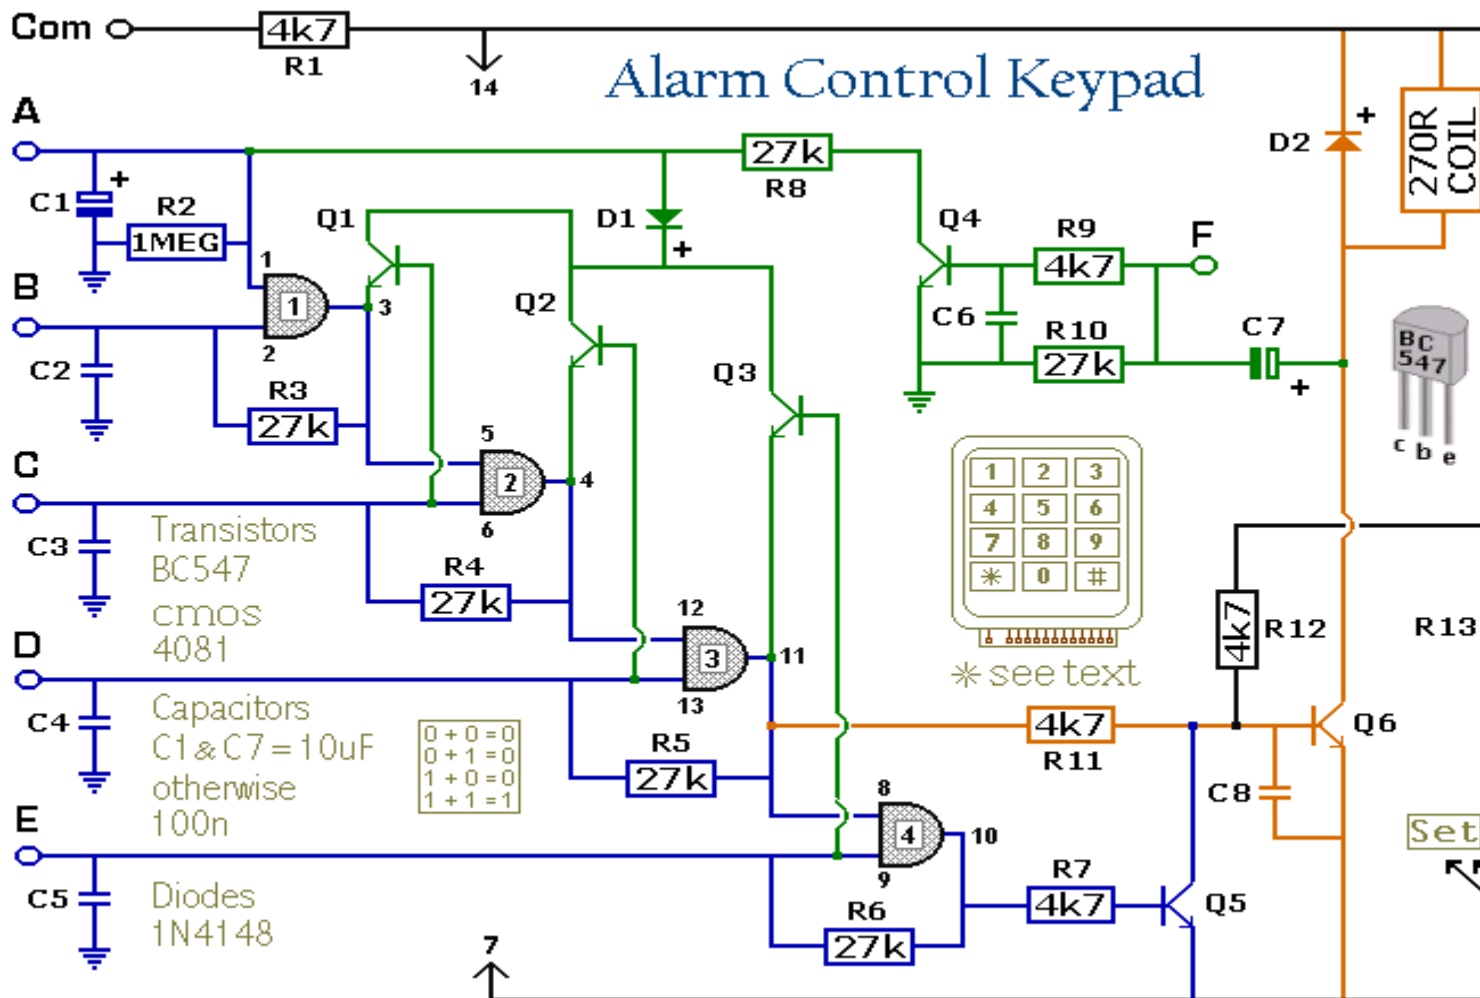 Com
4k7
R1
14
Alarm Control Keypad
A
+
C1
R2
1MEG
Q1
D1
+
27k
R8
Q4
R9
4k7
F
D2
+
270R
COIL
B
1
1
2
3
C2
R3
27k
Q2
Q3
C6
R10
27k
C7
+
BC
547
c b e
C
5
2
6
4
C3
Transistors
BC547
cmos
4081
R4
27k
1 2 3
4 5 6
7 8 9
* 0 #
* see text
4k7
R12
R13
D
12
3
13
11
C4
Capacitors
C1 & C7 = 10uF
otherwise
100n
0 + 0 = 0
0 + 1 = 0
1 + 0 = 0
1 + 1 = 1
R5
27k
4k7
R11
Q6
C8
Set
E
8
4
9
10
C5
Diodes
1N4148
R6
27k
R7
4k7
Q5
7